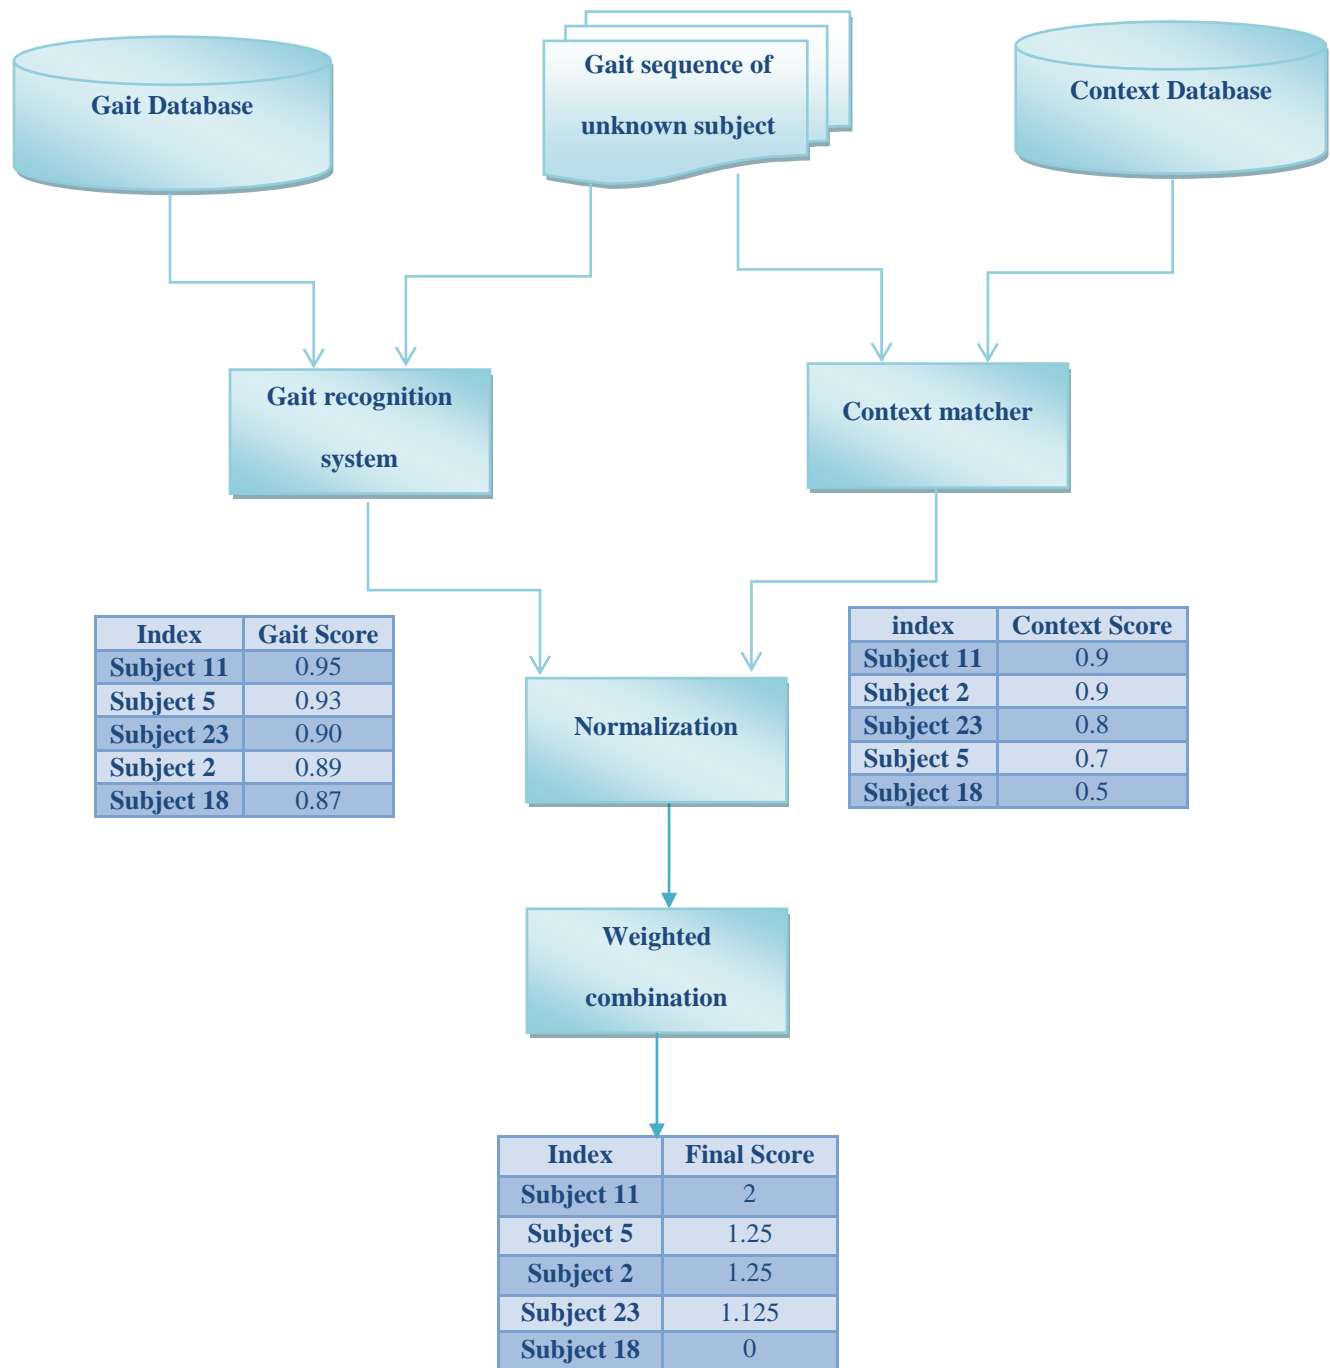 Gait Database
Gait sequence of
unknown subject
Context Database
Gait recognition
system
Context matcher
Index Gait Score
Subject 11 0.95
Subject 5 0.93
Subject 23 0.90
Subject 2 0.89
Subject 18 0.87
Normalization
index Context Score
Subject 11 0.9
Subject 2 0.9
Subject 23 0.8
Subject 5 0.7
Subject 18 0.5
Weighted
combination
Index Final Score
Subject 11 2
Subject 5 1.25
Subject 2 1.25
Subject 23 1.125
Subject 18 0